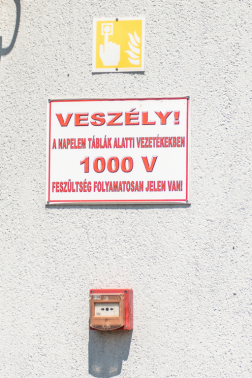 VESZÉLY!
A NAPELEM TÁBLÁK ALATTI VEZETÉKEKBEN
1000 V
FESZÜLTSÉG FOLYAMATOSAN JELEN VAN!